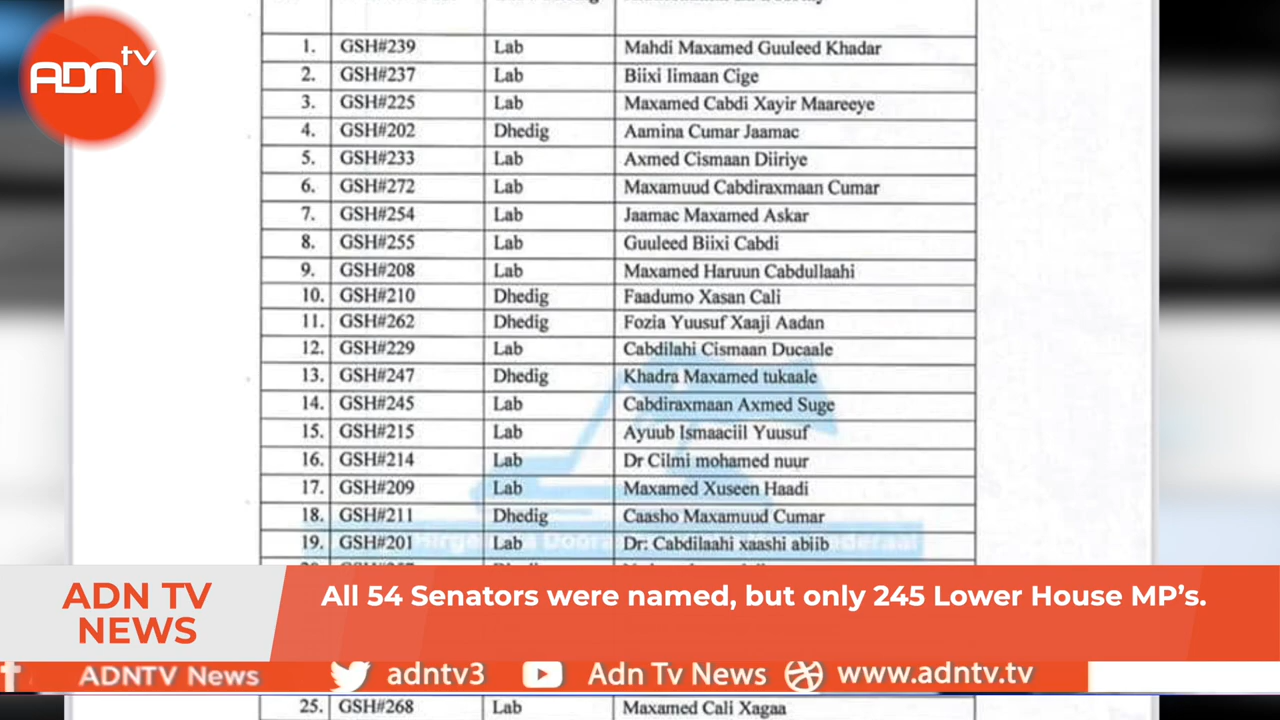 ADN tv
1. GSH#239 Lab Mahdi Maxamed Guuleed Khadar
2. GSH#237 Lab Biixi Iimaan Cige
3. GSH#225 Lab Maxamed Cabdi Xayir Maareeye
4. GSH#202 Dhedig Aamina Cumar Jaamac
5. GSH#233 Lab Axmed Cismaan Diiriye
6. GSH#272 Lab Maxamuud Cabdiraxmaan Cumar
7. GSH#254 Lab Jaamac Maxamed Askar
8. GSH#255 Lab Guuleed Biixi Cabdi
9. GSH#208 Lab Maxamed Haruun Cabdullaahi
10. GSH#210 Dhedig Faadumo Xasan Cali
11. GSH#262 Dhedig Fozia Yuusuf Xaaji Aadan
12. GSH#229 Lab Cabdilahi Cismaan Ducaale
13. GSH#247 Dhedig Khadra Maxamed tukaale
14. GSH#245 Lab Cabdiraxmaan Axmed Suge
15. GSH#215 Lab Ayuub Ismaaciil Yuusuf
16. GSH#214 Lab Dr Cilmi mohamed nuur
17. GSH#209 Lab Maxamed Xuseen Haadi
18. GSH#211 Dhedig Caasho Maxamuud Cumar
19. GSH#201 Lab Dr: Cabdilaahi xaashi abiib
ADN TV
NEWS
All 54 Senators were named, but only 245 Lower House MP’s.
ADNTV News adntv3 Adn Tv News www.adntv.tv
25. GSH#268 Lab Maxamed Cali Xagaa